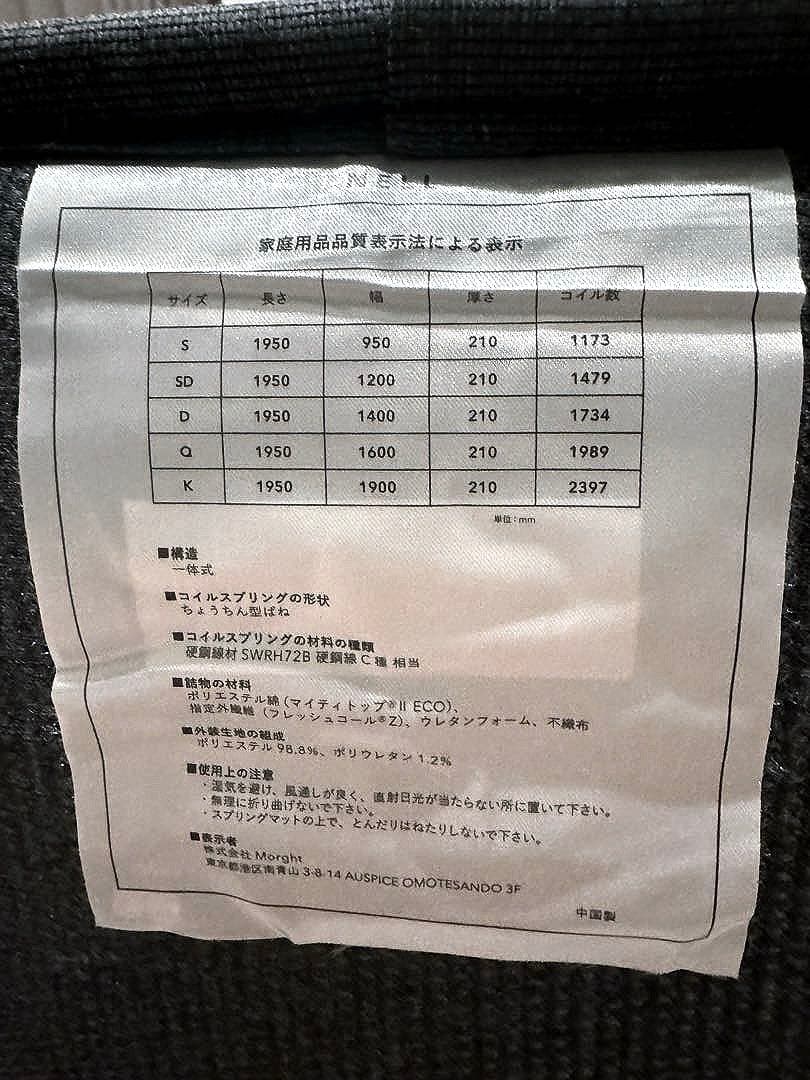 NELL
家庭用品品質表示法による表示
サイズ 長さ 幅 厚さ コイル数
S 1950 950 210 1173
SD 1950 1200 210 1479
D 1950 1400 210 1734
Q 1950 1600 210 1989
K 1950 1900 210 2397
単位：mm
■構造
一体式
■コイルスプリングの形状
ちょうちん型ばね
■コイルスプリングの材料の種類
硬鋼線材 SWRH72B 硬鋼線 C 種 相当
■詰物の材料
ポリエステル綿（マイティトップ®II ECO）、
指定外繊維（フレッシュコール®Z）、ウレタンフォーム、不織布
■外装生地の組成
ポリエステル 98.8%、ポリウレタン 1.2%
■使用上の注意
・湿気を避け、風通しが良く、直射日光が当たらない所に置いて下さい。
・無理に折り曲げないで下さい。
・スプリングマットの上で、とんだりはねたりしないで下さい。
■表示者
株式会社 Morght
東京都港区南青山 3-8-14 AUSPICE OMOTESANDO 3F
中国製